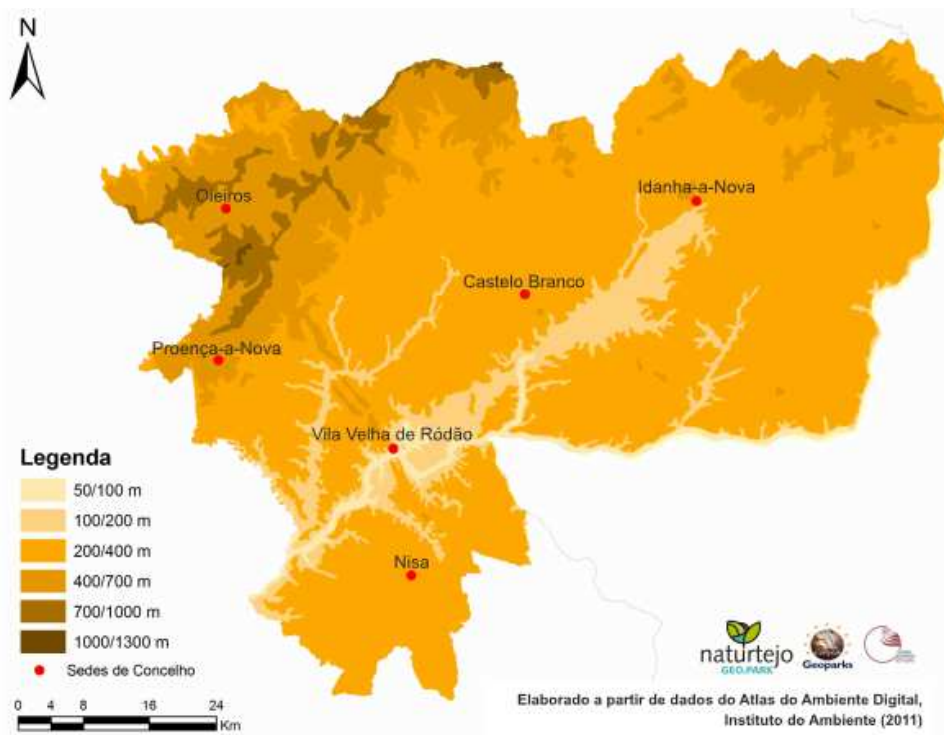 N
Oleiros
Idanha-a-Nova
Castelo Branco
Proença-a-Nova
Vila Velha de Ródão
Nisa
Legenda
50/100 m
100/200 m
200/400 m
400/700 m
700/1000 m
1000/1300 m
Sedes de Concelho
0 4 8 16 24
Km
naturtejo
GEO.PARK
Geoparks
Elaborado a partir de dados do Atlas do Ambiente Digital,
Instituto do Ambiente (2011)